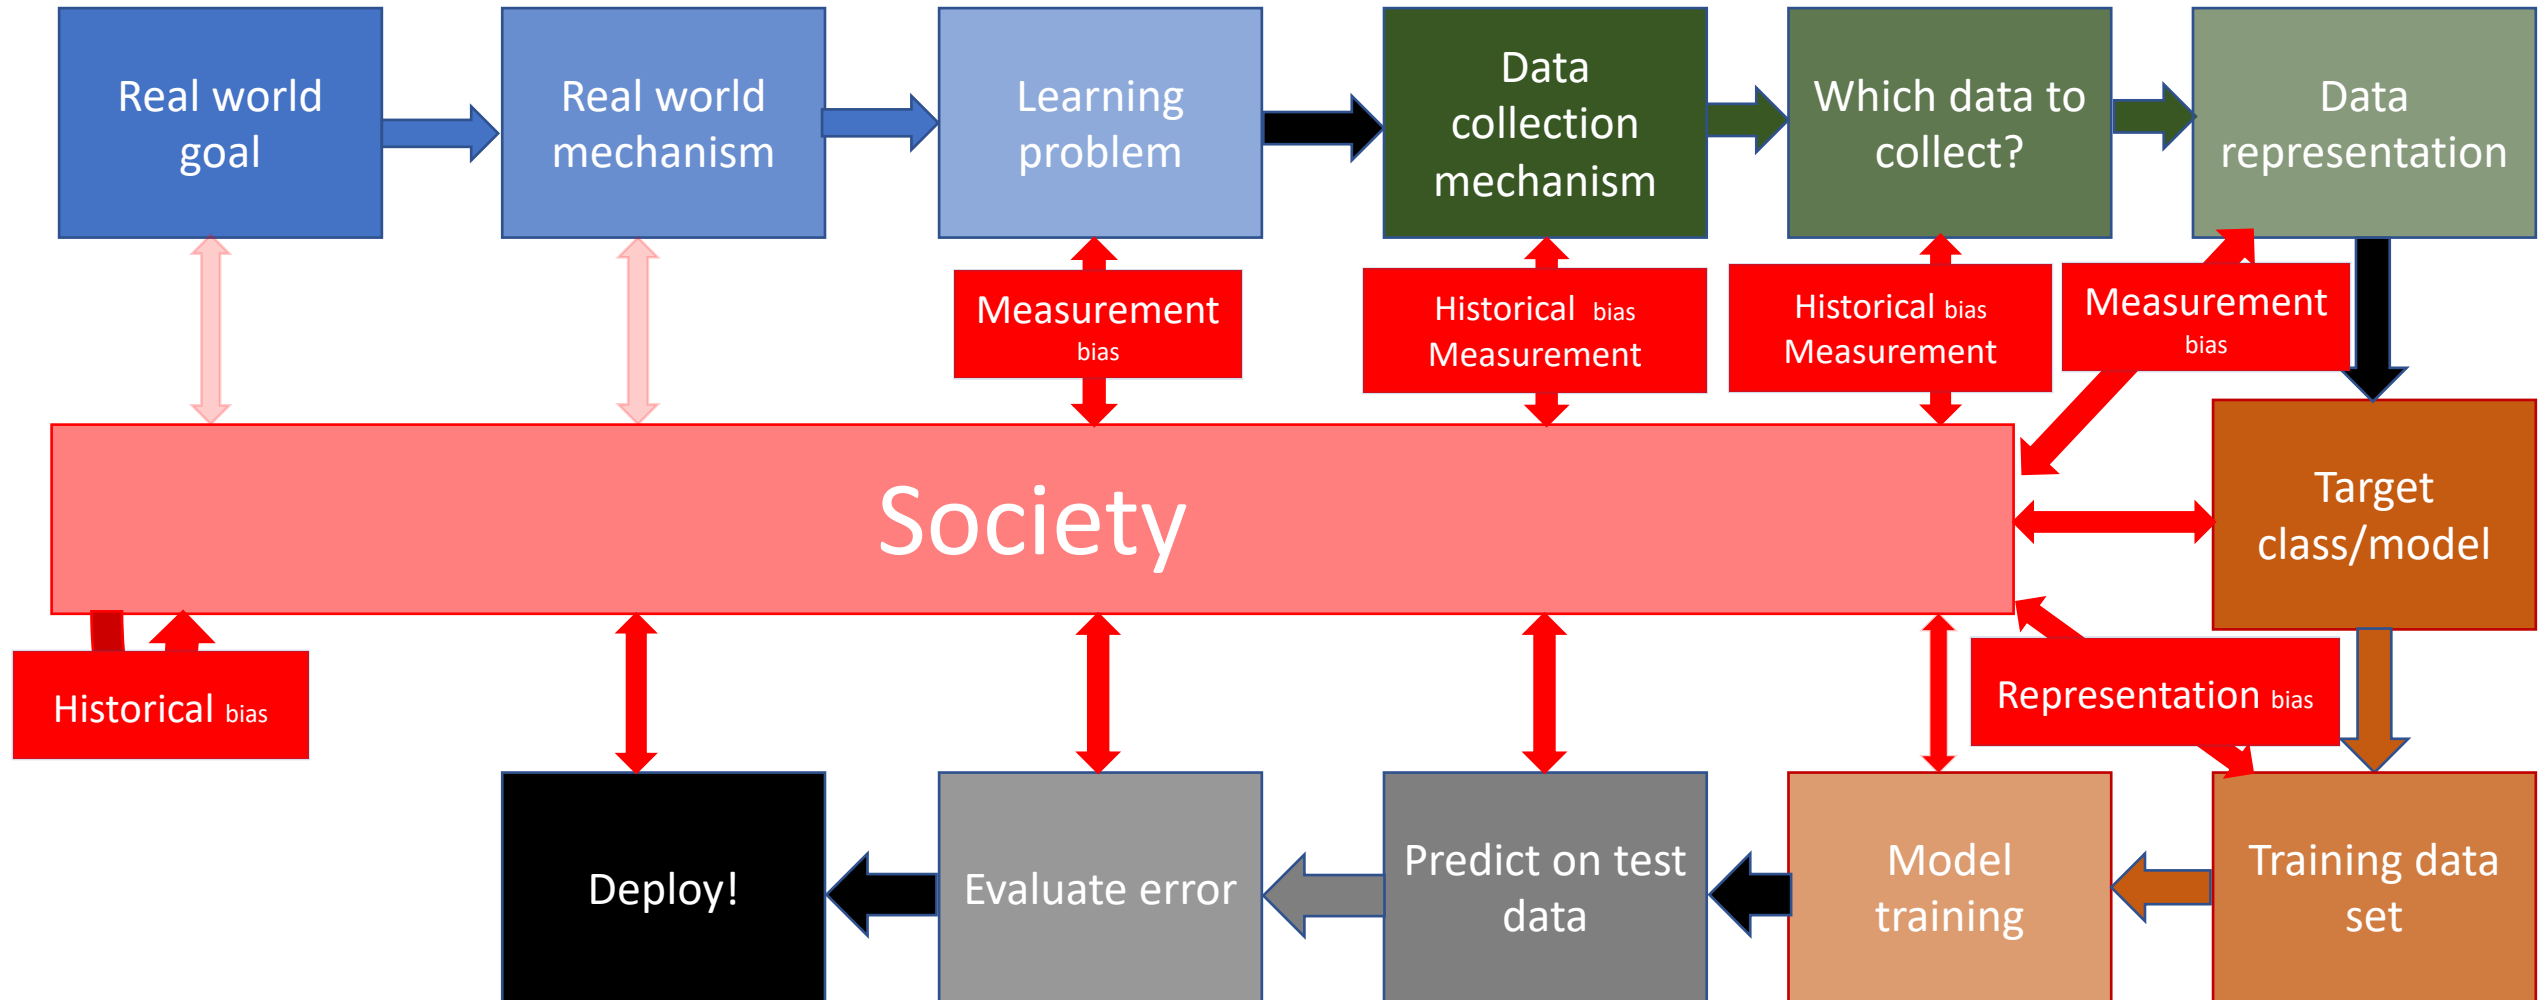 Real world
goal
Real world
mechanism
Learning
problem
Data
collection
mechanism
Which data to
collect?
Data
representation
Measurement
bias
Historical bias
Measurement
Historical bias
Measurement
Measurement
bias
Society
Target
class/model
Historical bias
Representation bias
Deploy!
Evaluate error
Predict on test
data
Model
training
Training data
set